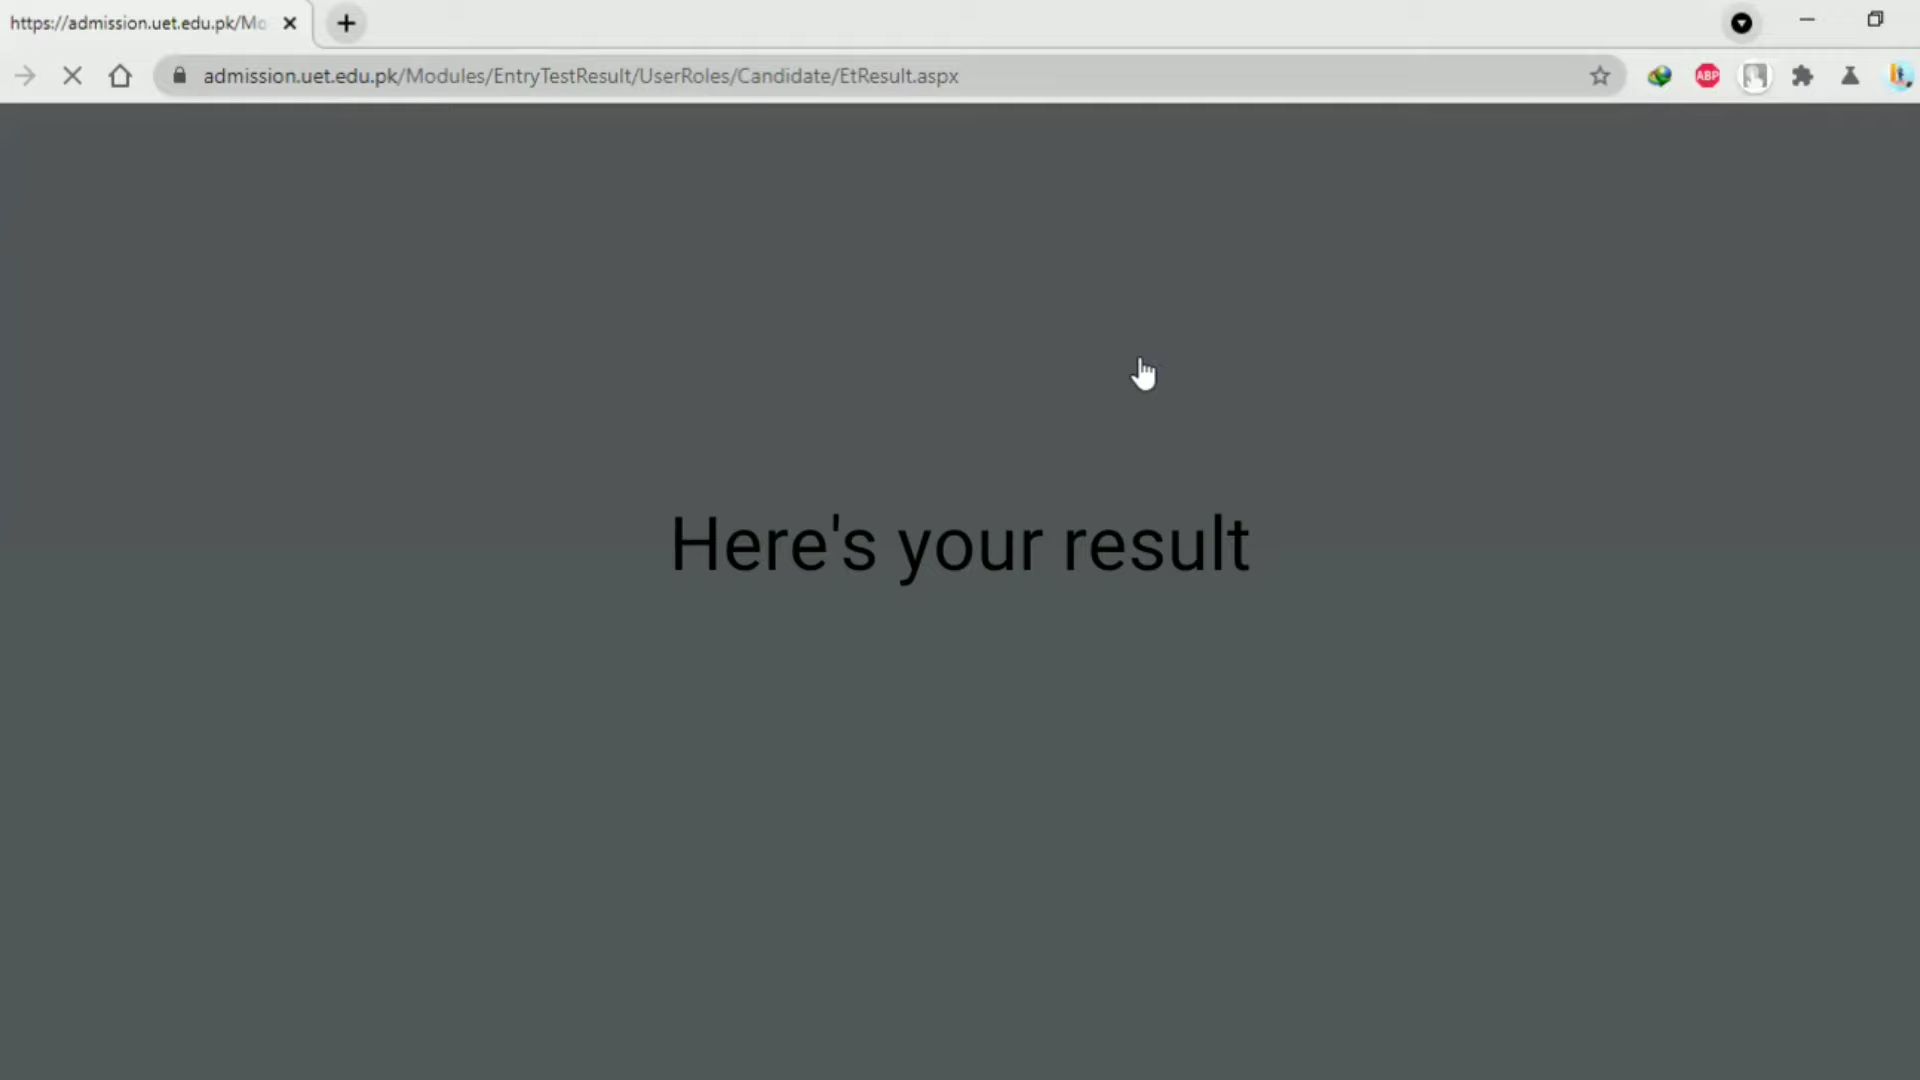 https://admission.uet.edu.pk/Mo
admission.uet.edu.pk/Modules/EntryTestResult/UserRoles/Candidate/EtResult.aspx
ABP
Here's your result